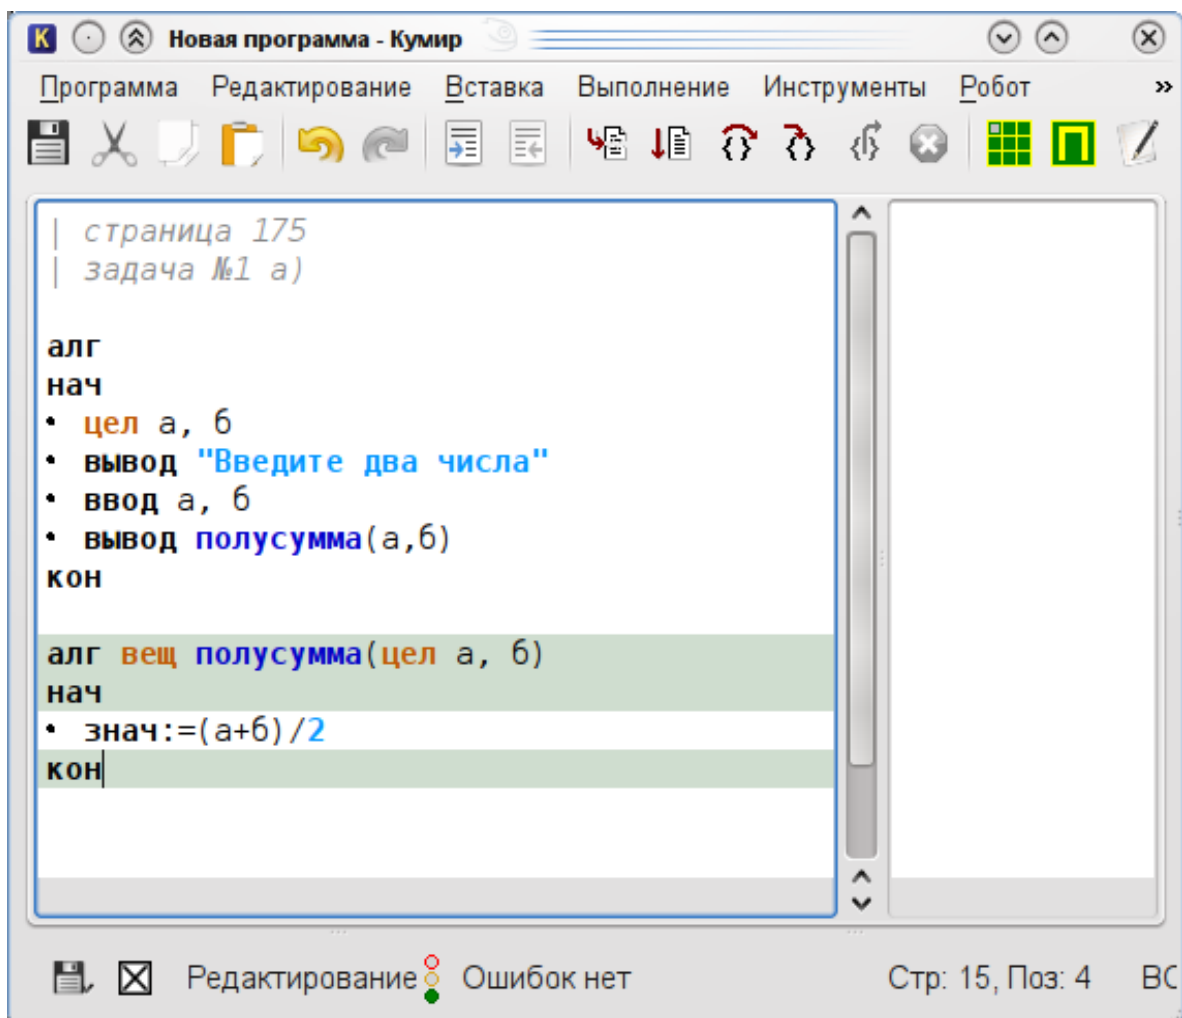 Новая программа - Кумир
Программа Редактирование Вставка Выполнение Инструменты Робот »
| страница 175
| задача №1 а)
алг
нач
• цел а, б
• вывод "Введите два числа"
• ввод а, б
• вывод полусумма(а,б)
кон
алг вещ полусумма(цел а, б)
нач
• знач:=(а+б)/2
кон
Редактирование Ошибок нет Стр: 15, Поз: 4